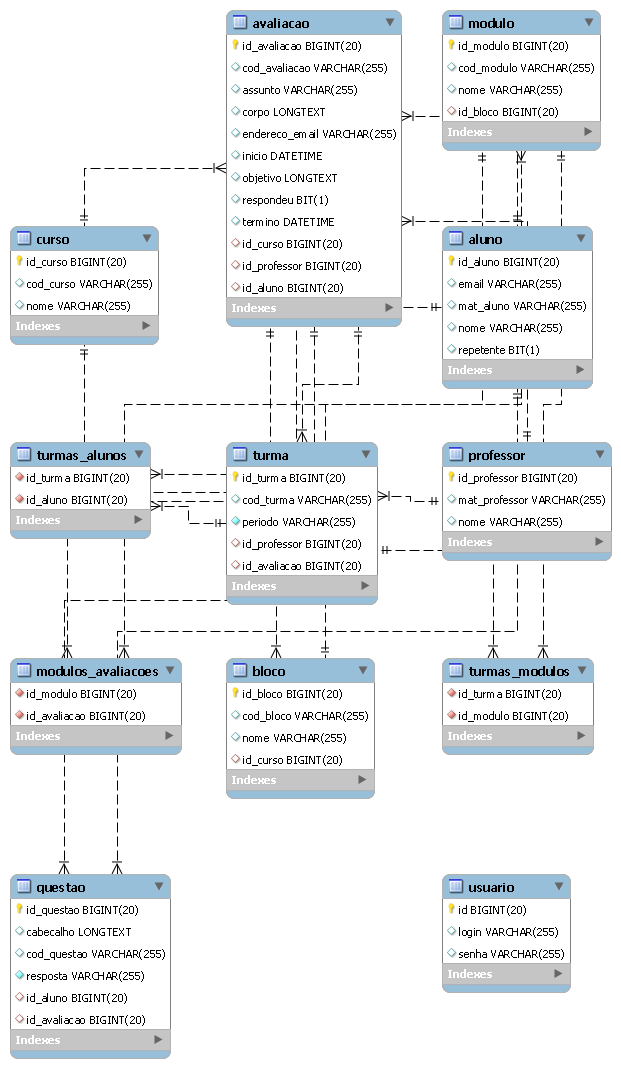 avaliacao
id_avaliacao BIGINT(20)
cod_avaliacao VARCHAR(255)
assunto VARCHAR(255)
corpo LONGTEXT
endereco_email VARCHAR(255)
inicio DATETIME
objetivo LONGTEXT
respondeu BIT(1)
termino DATETIME
id_curso BIGINT(20)
id_professor BIGINT(20)
id_aluno BIGINT(20)
Indexes
modulo
id_modulo BIGINT(20)
cod_modulo VARCHAR(255)
nome VARCHAR(255)
id_bloco BIGINT(20)
Indexes
curso
id_curso BIGINT(20)
cod_curso VARCHAR(255)
nome VARCHAR(255)
Indexes
aluno
id_aluno BIGINT(20)
email VARCHAR(255)
mat_aluno VARCHAR(255)
nome VARCHAR(255)
repetente BIT(1)
Indexes
turmas_alunos
id_turma BIGINT(20)
id_aluno BIGINT(20)
Indexes
turma
id_turma BIGINT(20)
cod_turma VARCHAR(255)
periodo VARCHAR(255)
id_professor BIGINT(20)
id_avaliacao BIGINT(20)
Indexes
professor
id_professor BIGINT(20)
mat_professor VARCHAR(255)
nome VARCHAR(255)
Indexes
modulos_avaliacoes
id_modulo BIGINT(20)
id_avaliacao BIGINT(20)
Indexes
bloco
id_bloco BIGINT(20)
cod_bloco VARCHAR(255)
nome VARCHAR(255)
id_curso BIGINT(20)
Indexes
turmas_modulos
id_turma BIGINT(20)
id_modulo BIGINT(20)
Indexes
questao
id_questao BIGINT(20)
cabecalho LONGTEXT
cod_questao VARCHAR(255)
resposta VARCHAR(255)
id_aluno BIGINT(20)
id_avaliacao BIGINT(20)
Indexes
usuario
id BIGINT(20)
login VARCHAR(255)
senha VARCHAR(255)
Indexes